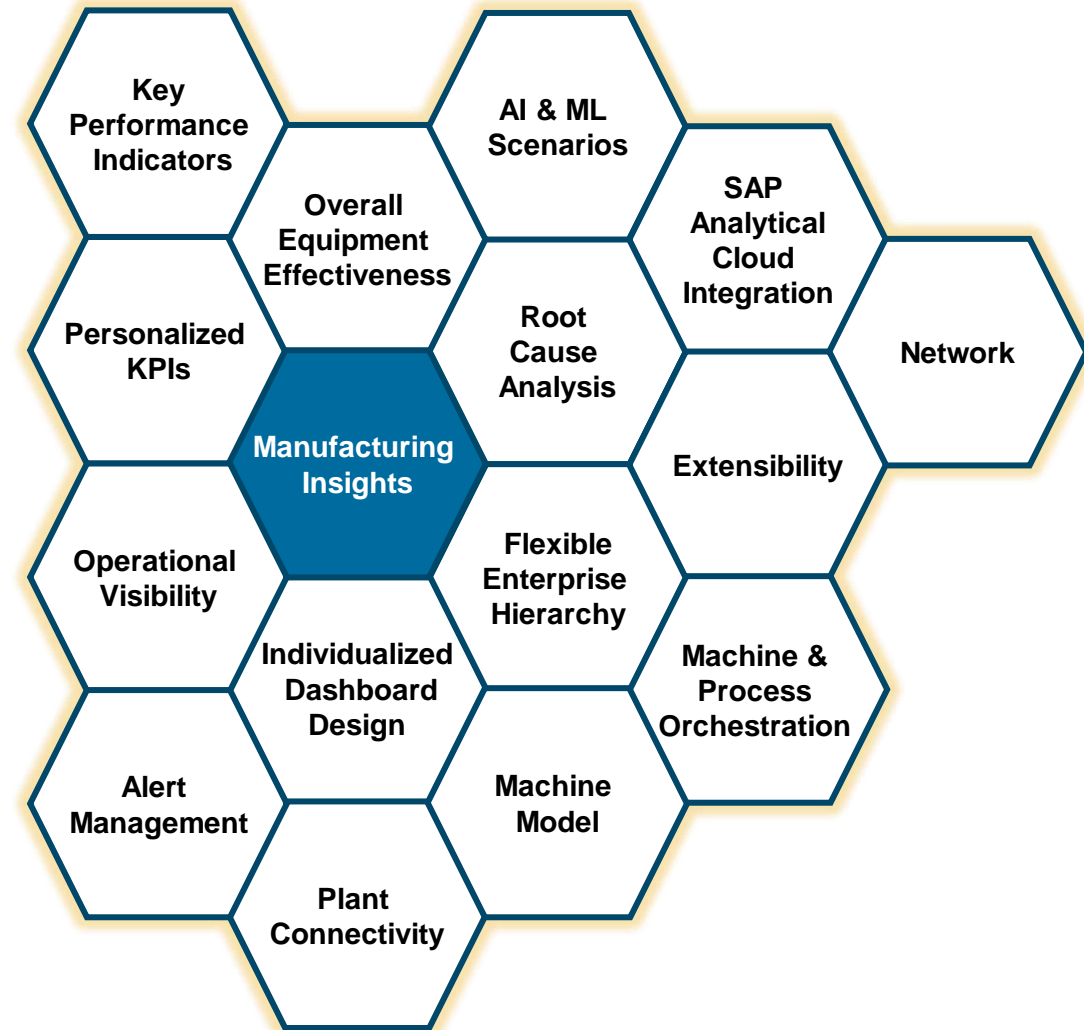 Key
Performance
Indicators
AI & ML
Scenarios
Overall
Equipment
Effectiveness
SAP
Analytical
Cloud
Integration
Personalized
KPIs
Root
Cause
Analysis
Network
Manufacturing
Insights
Extensibility
Operational
Visibility
Flexible
Enterprise
Hierarchy
Individualized
Dashboard
Design
Machine &
Process
Orchestration
Alert
Management
Machine
Model
Plant
Connectivity